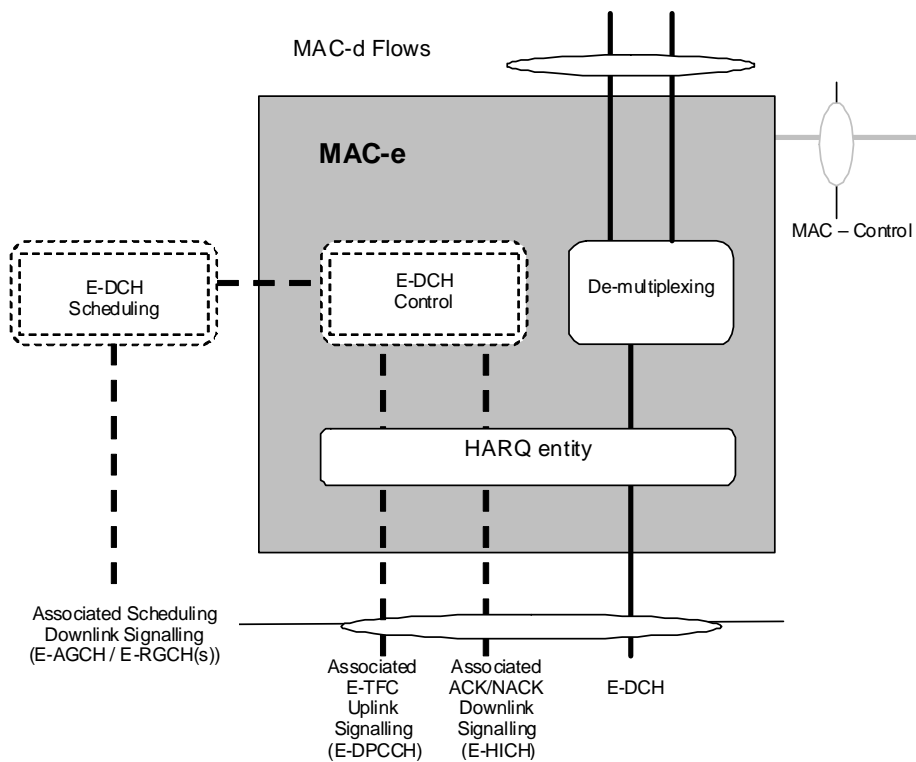 MAC-d Flows
MAC-e
MAC – Control
E-DCH
Scheduling
E-DCH
Control
De-multiplexing
HARQ entity
Associated Scheduling
Downlink Signalling
(E-AGCH / E-RGCH(s))
Associated
E-TFC
Uplink
Signalling
(E-DPCCH)
Associated
ACK/NACK
Downlink
Signalling
(E-HICH)
E-DCH